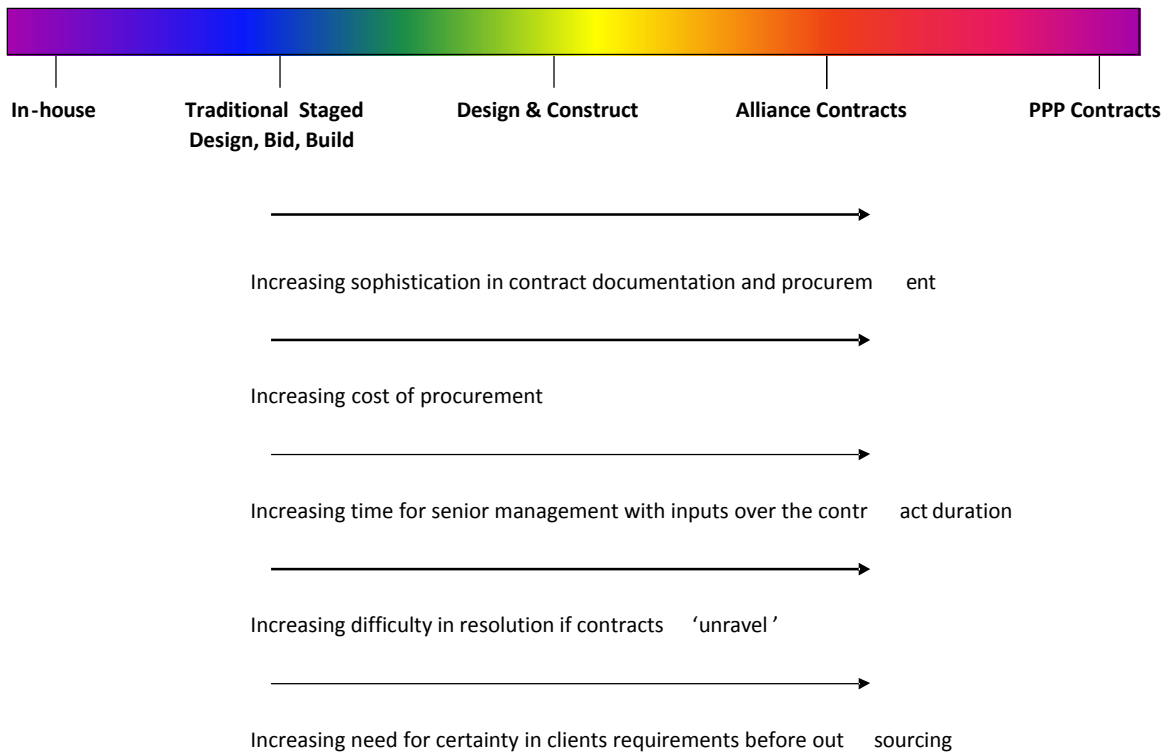 In-house
Traditional Staged
Design, Bid, Build
Design & Construct
Alliance Contracts
PPP Contracts
Increasing sophistication in contract documentation and procurem ent
Increasing cost of procurement
Increasing time for senior management with inputs over the contr act duration
Increasing difficulty in resolution if contracts ‘unravel ’
Increasing need for certainty in clients requirements before out sourcing